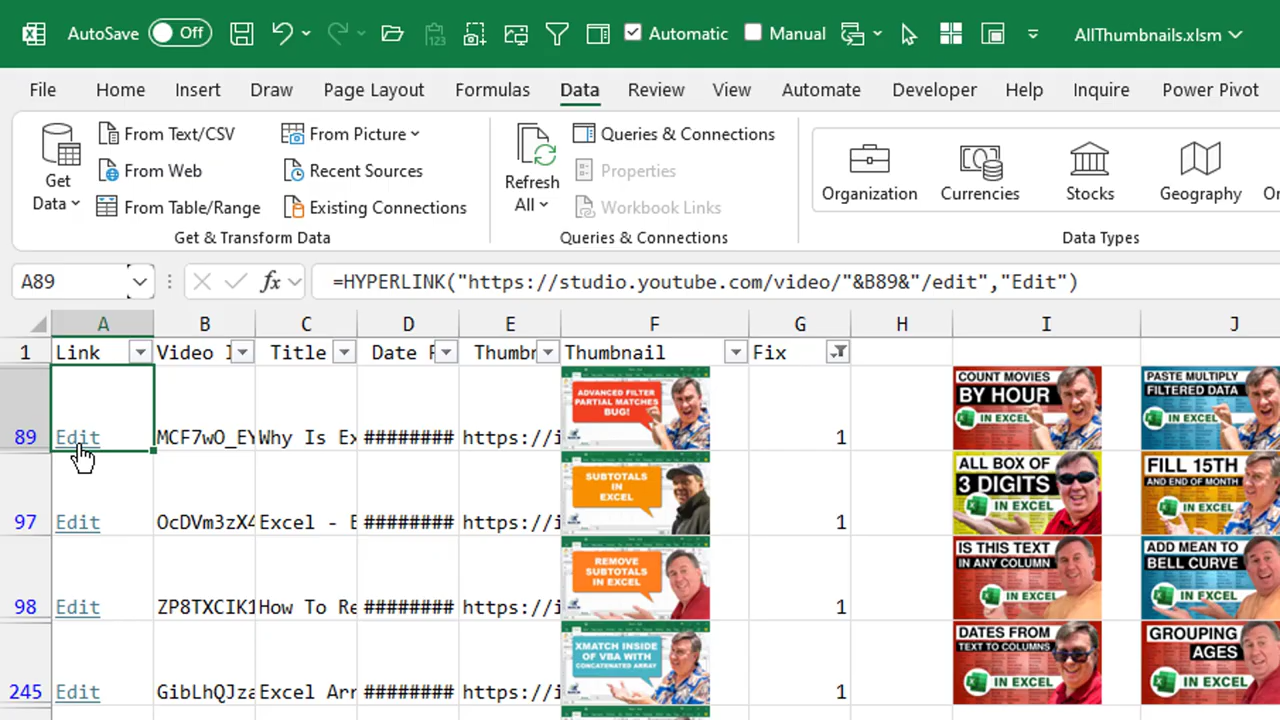 AutoSave Off Automatic Manual AllThumbnails.xlsm
File Home Insert Draw Page Layout Formulas Data Review View Automate Developer Help Inquire Power Pivot
Get Data
From Text/CSV
From Web
From Table/Range
From Picture
Recent Sources
Existing Connections
Get & Transform Data
Refresh All
Queries & Connections
Properties
Workbook Links
Queries & Connections
Organization Currencies Stocks Geography
Data Types
A89 fx =HYPERLINK("https://studio.youtube.com/video/"&B89&"/edit","Edit")
A B C D E F G H I J
1 Link Video Title Date Thumbnail Fix
89 Edit MCF7wO_EY Why Is Ex ######## https://i 1
ADVANCED FILTER
PARTIAL MATCHES
BUG!
COUNT MOVIES
BY HOUR
IN EXCEL
PASTE MULTIPLY
FILTERED DATA
IN EXCEL
97 Edit OcDVm3zX4 Excel - ######## https://i 1
SUBTOTALS
IN
EXCEL
ALL BOX OF
3 DIGITS
IN EXCEL
FILL 15TH
AND END OF MONTH
IN EXCEL
98 Edit ZP8TXCIK1 How To Re ######## https://i 1
REMOVE
SUBTOTALS
IN EXCEL
IS THIS TEXT
IN ANY COLUMN
IN EXCEL
ADD MEAN TO
BELL CURVE
IN EXCEL
245 Edit GibLhQJza Excel Arr ######## https://i 1
XMATCH INSIDE
OF VBA WITH
CONCATENATED ARRAY
DATES FROM
TEXT TO COLUMNS
IN EXCEL
GROUPING
AGES
IN EXCEL